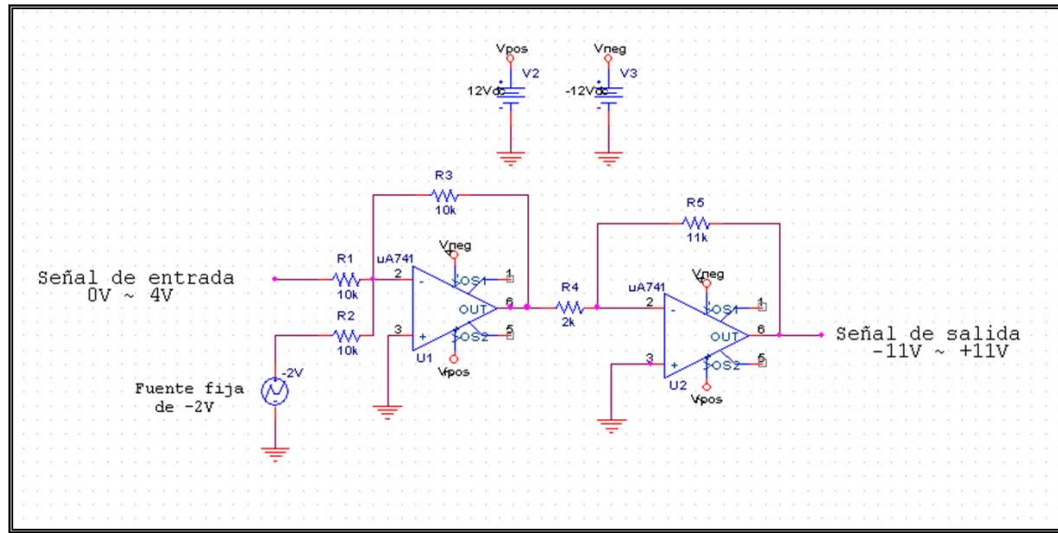 Vpos
V2
12Vdc
Vneg
V3
-12Vdc
R3
10k
R5
11k
Señal de entrada
0V ~ 4V
R1
10k
R2
10k
uA741
Vneg
2
-
OS1
1
OUT
6
3
+
OS2
5
U1
Vpos
R4
2k
uA741
Vneg
2
-
OS1
1
OUT
6
3
+
OS2
5
U2
Vpos
Señal de salida
-11V ~ +11V
-2V
Fuente fija
de -2V